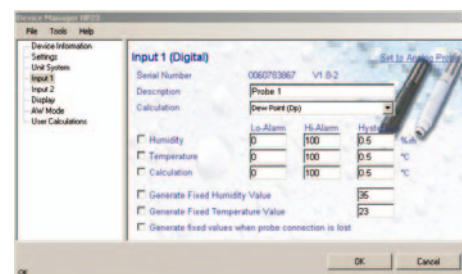 Device Manager HP23
File Tools Help
Device Information
Settings
Unit System
Input 1
Input 2
Display
AW Mode
User Calculations
Input 1 (Digital)
Set to Analog Probe
Serial Number 0060783867 V1.8-2
Description Probe 1
Calculation Dew Point (Dp)
Lo-Alarm Hi-Alarm
Humidity 0 100 0.5
Temperature 0 100 0.5 °C
Calculation 0 100 0.5 °C
Generate Fixed Humidity Value 35
Generate Fixed Temperature Value 23
Generate fixed values when probe connection is lost
OK Cancel
OK